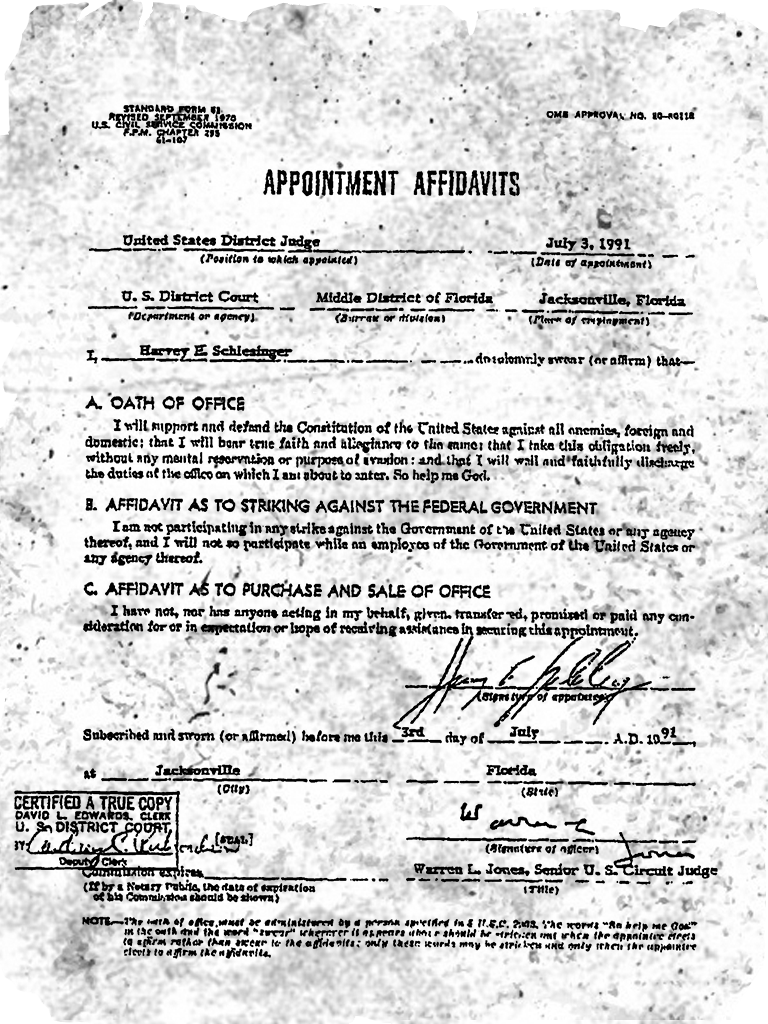 STANDARD FORM 61
REVISED SEPTEMBER 1970
U.S. CIVIL SERVICE COMMISSION
F.P.M. CHAPTER 295
61-107
OMB APPROVAL NO. 50-R0118
APPOINTMENT AFFIDAVITS
United States District Judge July 3, 1991
(Position to which appointed) (Date of appointment)
U. S. District Court Middle District of Florida Jacksonville, Florida
(Department or agency) (Bureau or division) (Place of employment)
I, Harvey E. Schlesinger do solemnly swear (or affirm) that—
A. OATH OF OFFICE
I will support and defend the Constitution of the United States against all enemies, foreign and
domestic; that I will bear true faith and allegiance to the same; that I take this obligation freely,
without any mental reservation or purpose of evasion; and that I will well and faithfully discharge
the duties of the office on which I am about to enter. So help me God.
B. AFFIDAVIT AS TO STRIKING AGAINST THE FEDERAL GOVERNMENT
I am not participating in any strike against the Government of the United States or any agency
thereof, and I will not so participate while an employee of the Government of the United States or
any agency thereof.
C. AFFIDAVIT AS TO PURCHASE AND SALE OF OFFICE
I have not, nor has anyone acting in my behalf, given, transferred, promised or paid any con-
sideration for or in expectation or hope of receiving assistance in securing this appointment.
(Signature of appointee)
Subscribed and sworn (or affirmed) before me this 3rd day of July A.D. 1991,
at Jacksonville Florida
(City) (State)
CERTIFIED A TRUE COPY
DAVID L. EDWARDS, CLERK
U. S. DISTRICT COURT
BY:
Deputy Clerk
[SEAL]
Warren L. Jones
(Signature of officer)
Commission expires Warren L. Jones, Senior U. S. Circuit Judge
(If by a Notary Public, the date of expiration (Title)
of his Commission should be shown)
NOTE.—The oath of office must be administered by a person specified in 5 U.S.C. 2903. The words "So help me God"
in the oath and the word "swear" wherever it appears above should be stricken out when the appointee elects
to affirm rather than swear to the affidavits; only these words may be stricken and only when the appointee
elects to affirm the affidavits.